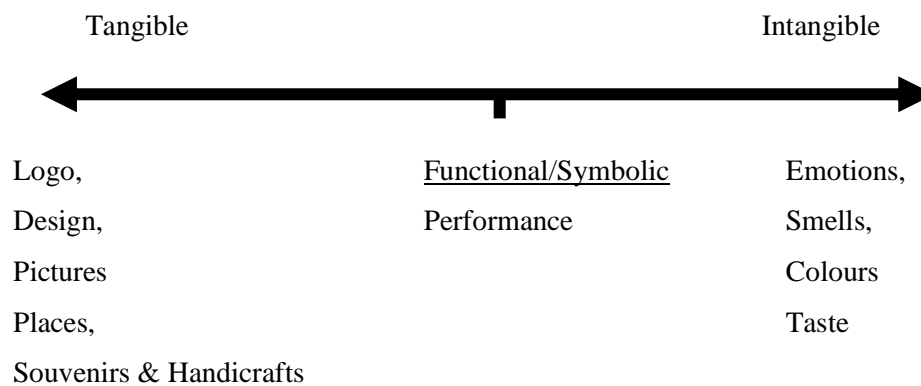 Tangible Intangible
Logo, Functional/Symbolic Emotions,
Design, Performance Smells,
Pictures Colours
Places, Taste
Souvenirs & Handicrafts